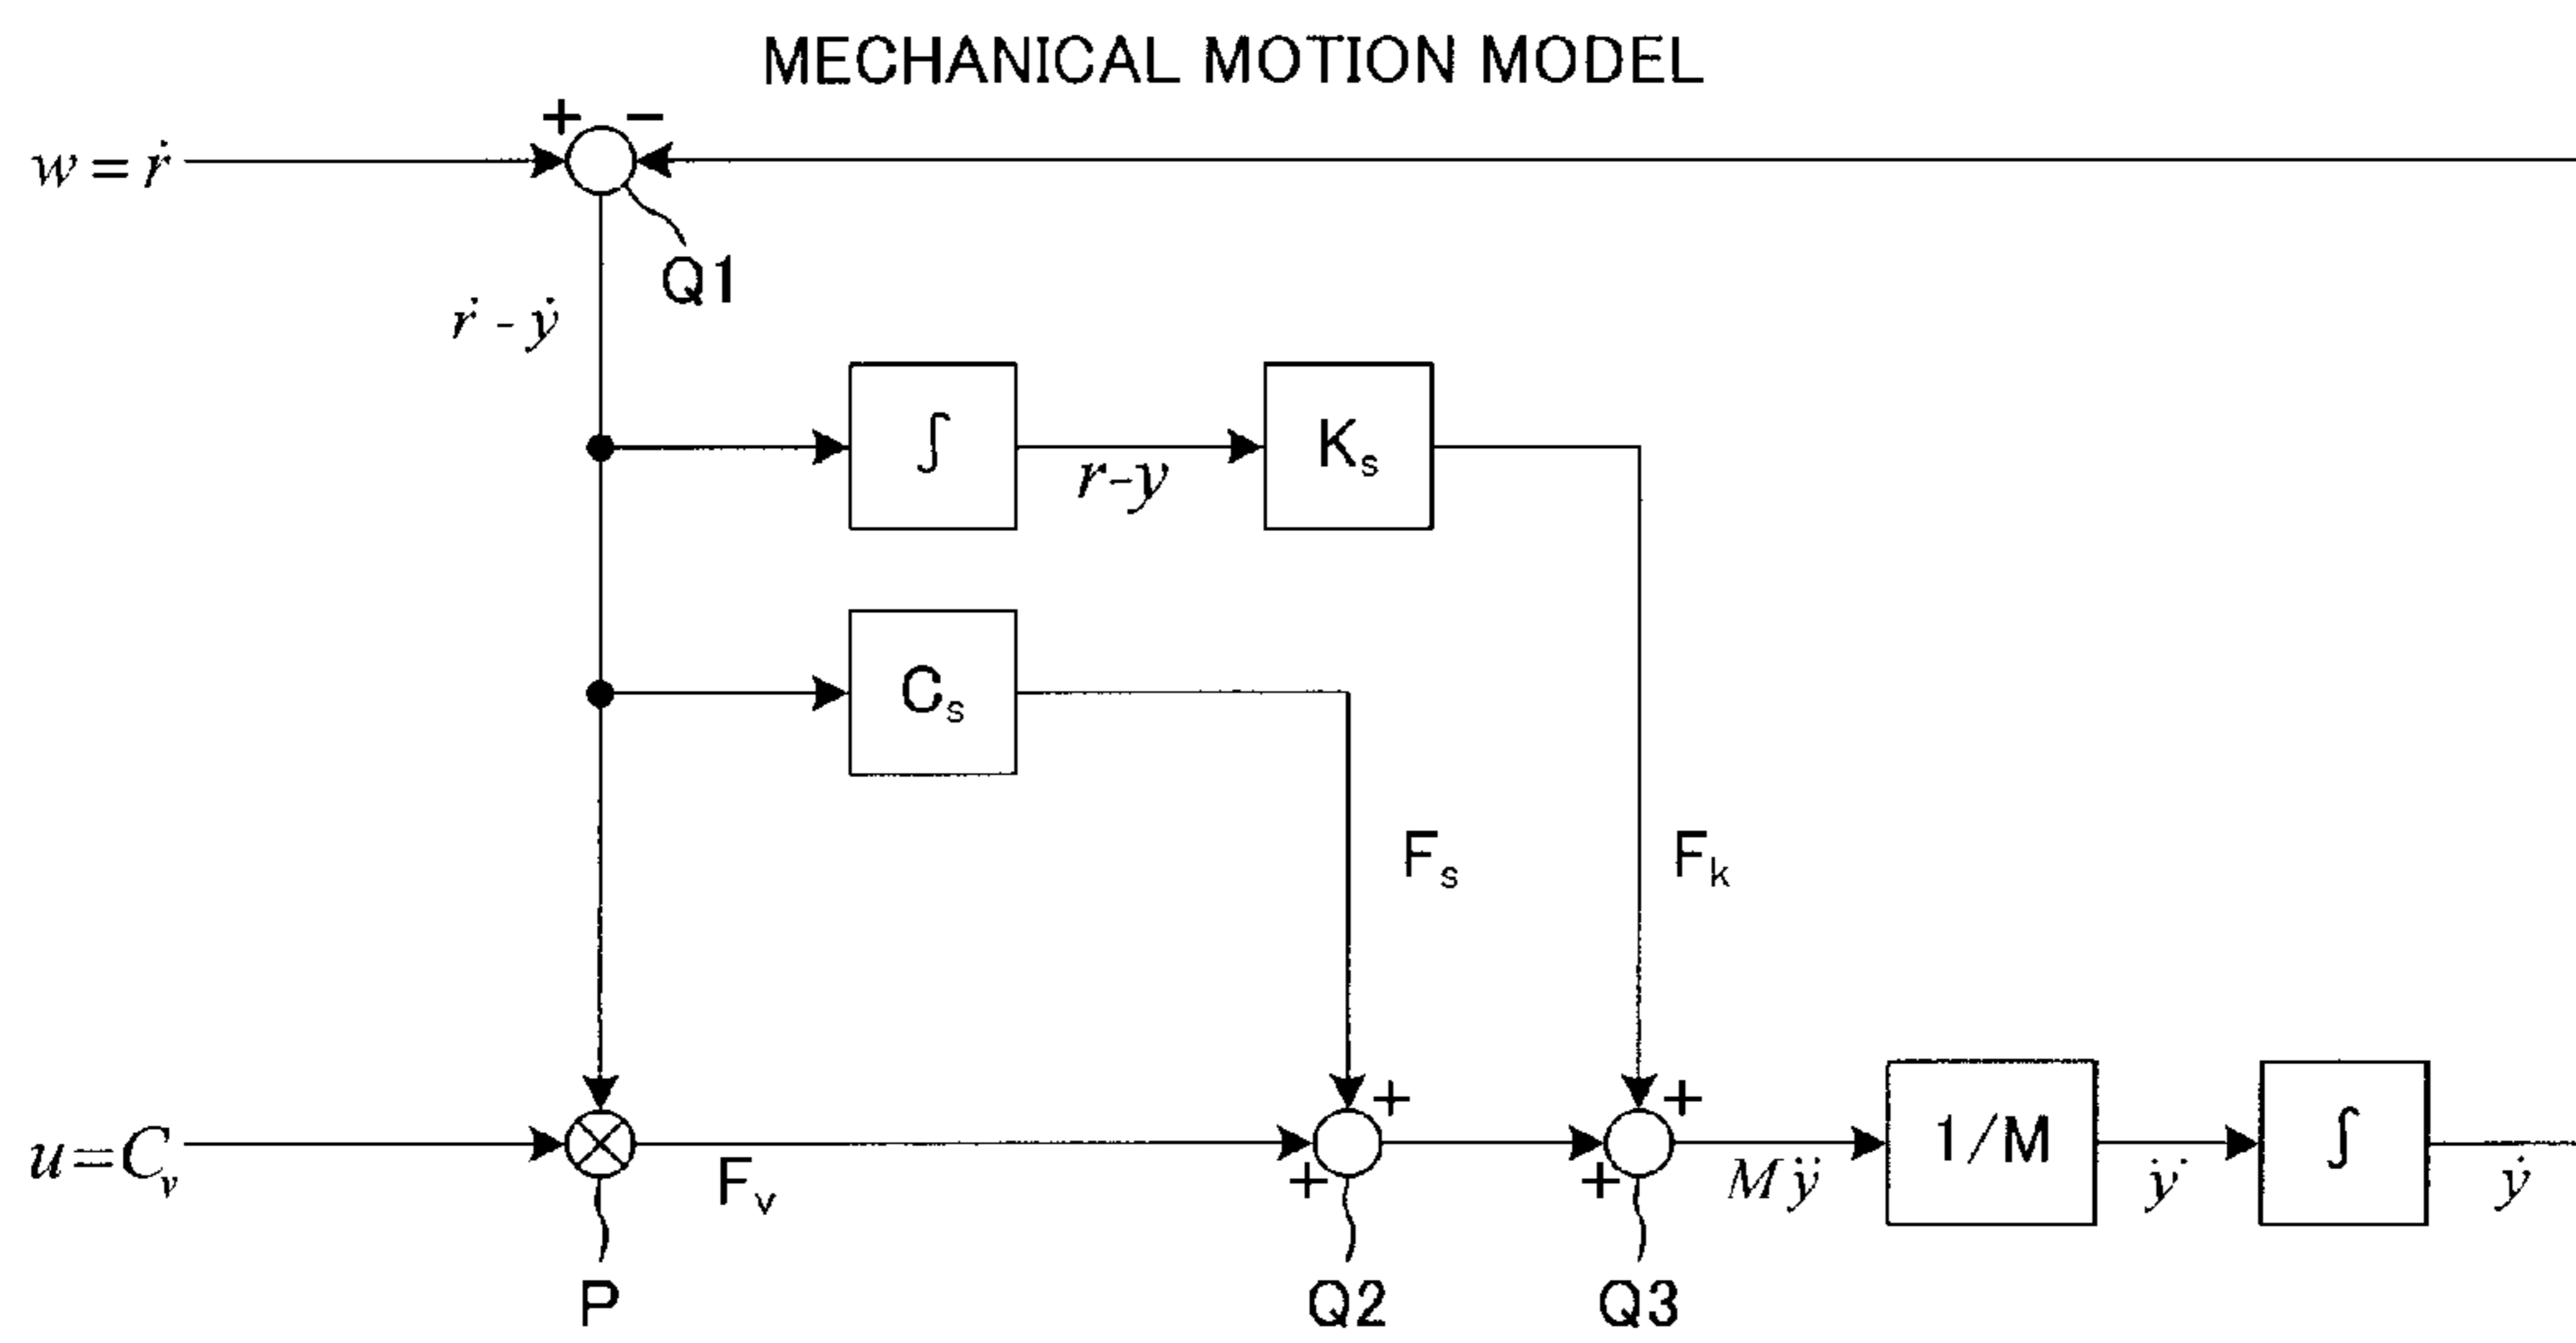 MECHANICAL MOTION MODEL
+ −
w = ṙ
Q1
ṙ - ẏ
∫
r-y
Kₛ
Cₛ
Fₛ
Fₖ
+
+
u=Cᵥ
Fᵥ
+
+
Mÿ
1/M
ÿ
∫
ẏ
P
Q2
Q3